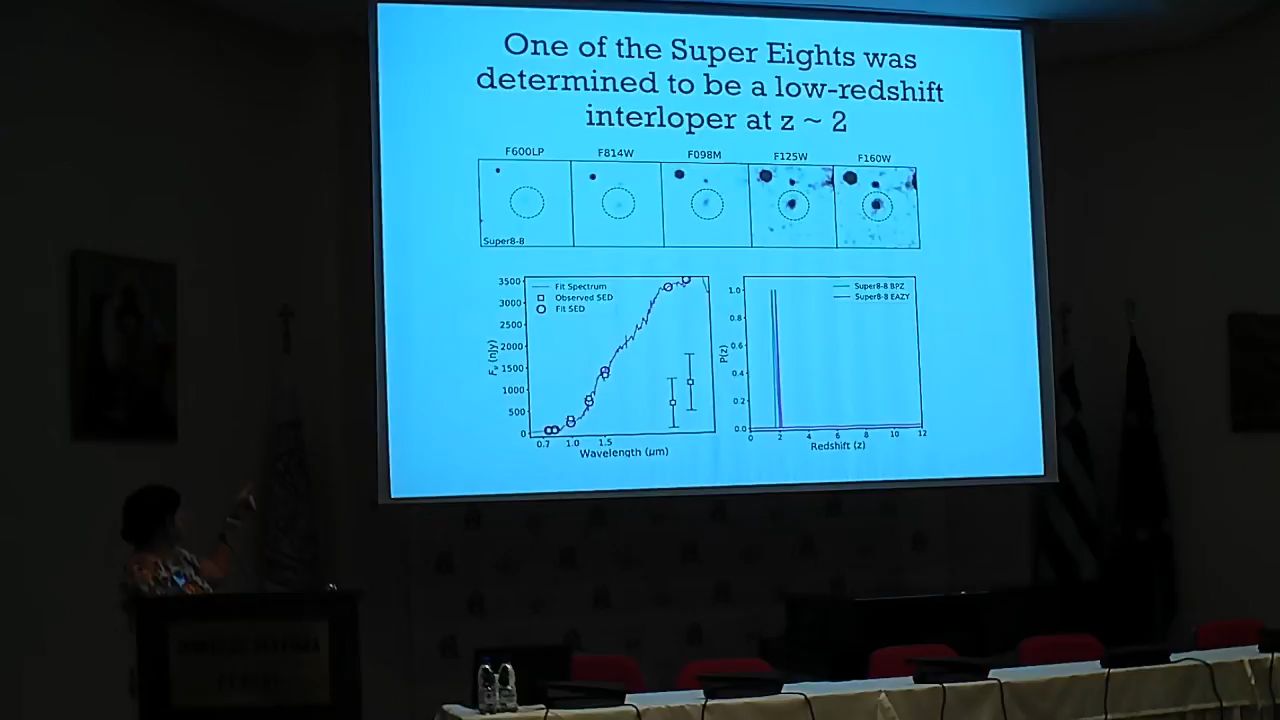 One of the Super Eights was
determined to be a low-redshift
interloper at z ~ 2
F600LP F814W F098M F125W F160W
Super8-8
3500
3000
2500
2000
1500
1000
500
0
Fν (nJy)
Fit Spectrum
Observed SED
Fit SED
0.7 1.0 1.5
Wavelength (μm)
1.0
0.8
0.6
0.4
0.2
0.0
P(z)
Super8-8 BPZ
Super8-8 EAZY
0 2 4 6 8 10 12
Redshift (z)